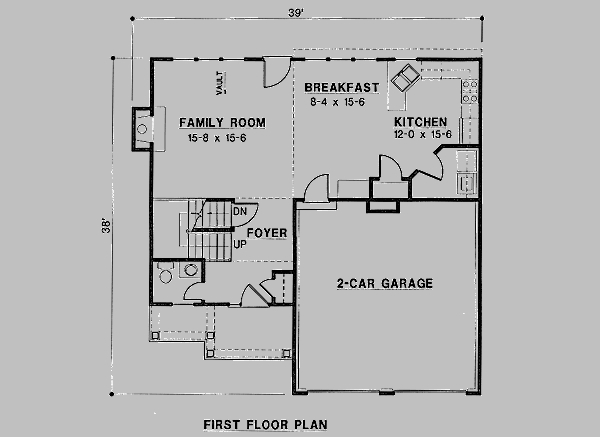 39'
VAULT
BREAKFAST
8-4 x 15-6
FAMILY ROOM
15-8 x 15-6
KITCHEN
12-0 x 15-6
38'
DN
FOYER
UP
2-CAR GARAGE
FIRST FLOOR PLAN